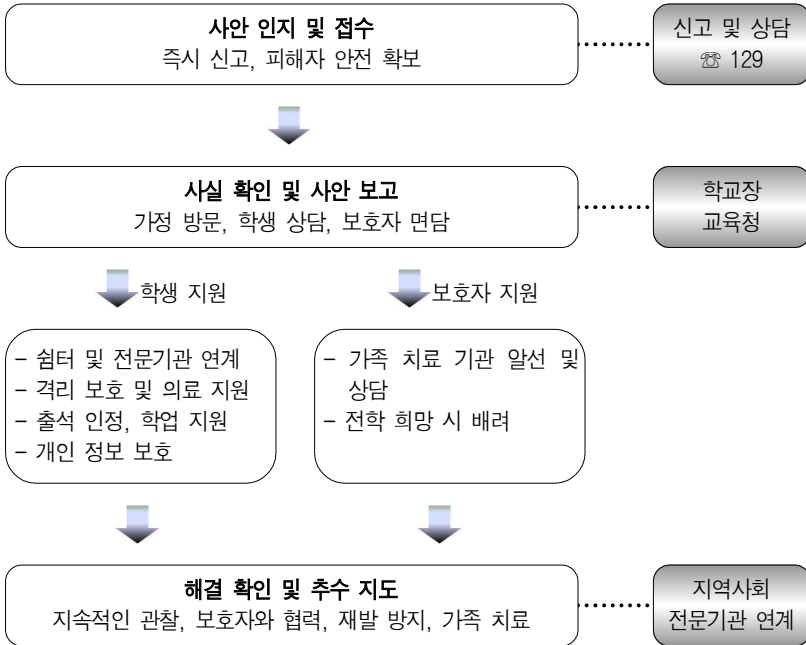 사안 인지 및 접수
즉시 신고, 피해자 안전 확보
신고 및 상담
☏ 129
사실 확인 및 사안 보고
가정 방문, 학생 상담, 보호자 면담
학교장
교육청
학생 지원
보호자 지원
– 쉼터 및 전문기관 연계
– 격리 보호 및 의료 지원
– 출석 인정, 학업 지원
– 개인 정보 보호
– 가족 치료 기관 알선 및
상담
– 전학 희망 시 배려
해결 확인 및 추수 지도
지속적인 관찰, 보호자와 협력, 재발 방지, 가족 치료
지역사회
전문기관 연계